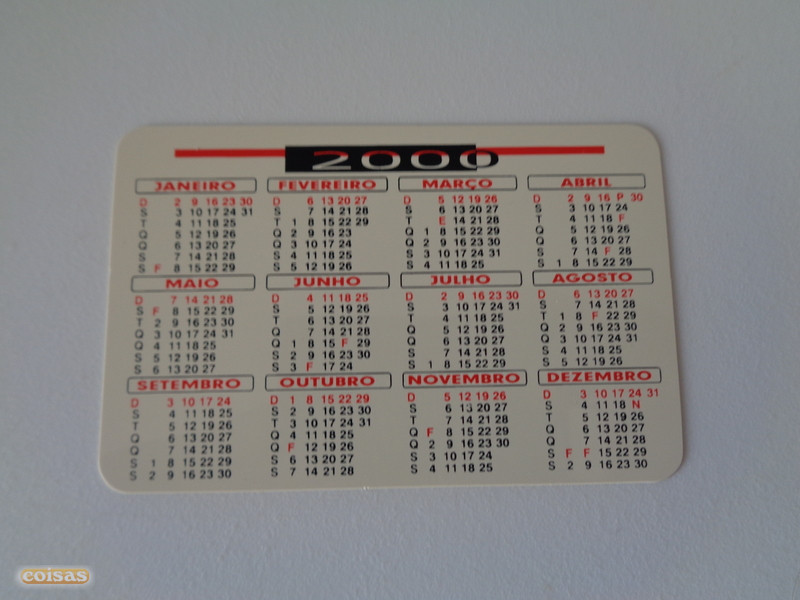 2000
JANEIRO
D 2 9 16 23 30
S 3 10 17 24 31
T 4 11 18 25
Q 5 12 19 26
Q 6 13 20 27
S 7 14 21 28
S F 8 15 22 29
FEVEREIRO
D 6 13 20 27
S 7 14 21 28
T 1 8 15 22 29
Q 2 9 16 23
Q 3 10 17 24
S 4 11 18 25
S 5 12 19 26
MARÇO
D 5 12 19 26
S 6 13 20 27
T E 14 21 28
Q 1 8 15 22 29
Q 2 9 16 23 30
S 3 10 17 24 31
S 4 11 18 25
ABRIL
D 2 9 16 P 30
S 3 10 17 24
T 4 11 18 F
Q 5 12 19 26
Q 6 13 20 27
S 7 14 F 28
S 1 8 15 22 29
MAIO
D 7 14 21 28
S F 8 15 22 29
T 2 9 16 23 30
Q 3 10 17 24 31
Q 4 11 18 25
S 5 12 19 26
S 6 13 20 27
JUNHO
D 4 11 18 25
S 5 12 19 26
T 6 13 20 27
Q 7 14 21 28
Q 1 8 15 F 29
S 2 9 16 23 30
S 3 F 17 24
JULHO
D 2 9 16 23 30
S 3 10 17 24 31
T 4 11 18 25
Q 5 12 19 26
Q 6 13 20 27
S 7 14 21 28
S 1 8 15 22 29
AGOSTO
D 6 13 20 27
S 7 14 21 28
T 1 8 F 22 29
Q 2 9 16 23 30
Q 3 10 17 24 31
S 4 11 18 25
S 5 12 19 26
SETEMBRO
D 3 10 17 24
S 4 11 18 25
T 5 12 19 26
Q 6 13 20 27
Q 7 14 21 28
S 1 8 15 22 29
S 2 9 16 23 30
OUTUBRO
D 1 8 15 22 29
S 2 9 16 23 30
T 3 10 17 24 31
Q 4 11 18 25
Q F 12 19 26
S 6 13 20 27
S 7 14 21 28
NOVEMBRO
D 5 12 19 26
S 6 13 20 27
T 7 14 21 28
Q F 8 15 22 29
Q 2 9 16 23 30
S 3 10 17 24
S 4 11 18 25
DEZEMBRO
D 3 10 17 24 31
S 4 11 18 N
T 5 12 19 26
Q 6 13 20 27
Q 7 14 21 28
S F F 15 22 29
S 2 9 16 23 30
coisas